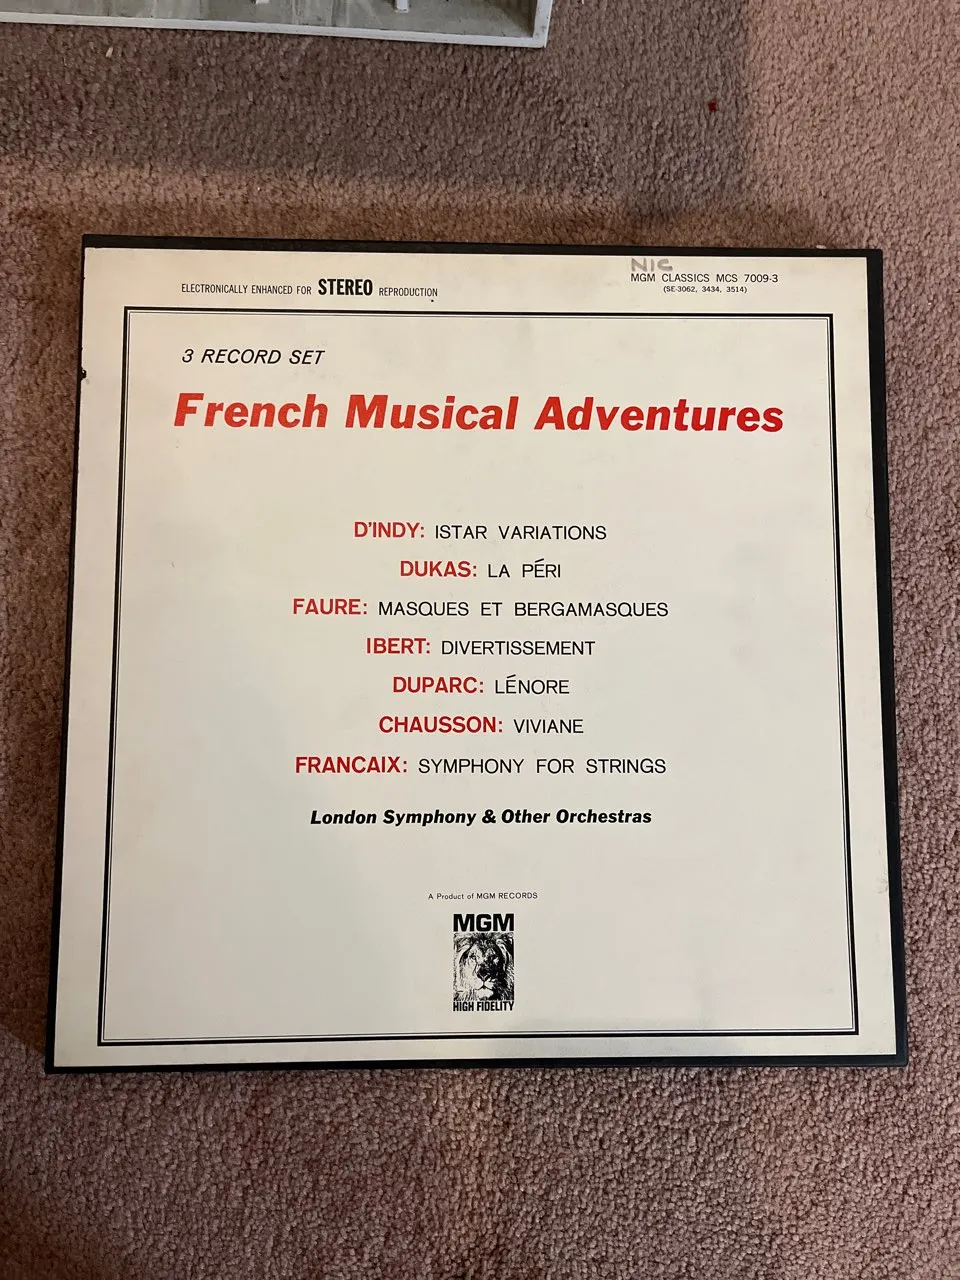 NIC
ELECTRONICALLY ENHANCED FOR STEREO REPRODUCTION
MGM CLASSICS MCS 7009-3
(SE-3062, 3434, 3514)
3 RECORD SET
French Musical Adventures
D'INDY: ISTAR VARIATIONS
DUKAS: LA PÉRI
FAURE: MASQUES ET BERGAMASQUES
IBERT: DIVERTISSEMENT
DUPARC: LÉNORE
CHAUSSON: VIVIANE
FRANCAIX: SYMPHONY FOR STRINGS
London Symphony & Other Orchestras
A Product of MGM RECORDS
MGM
HIGH FIDELITY